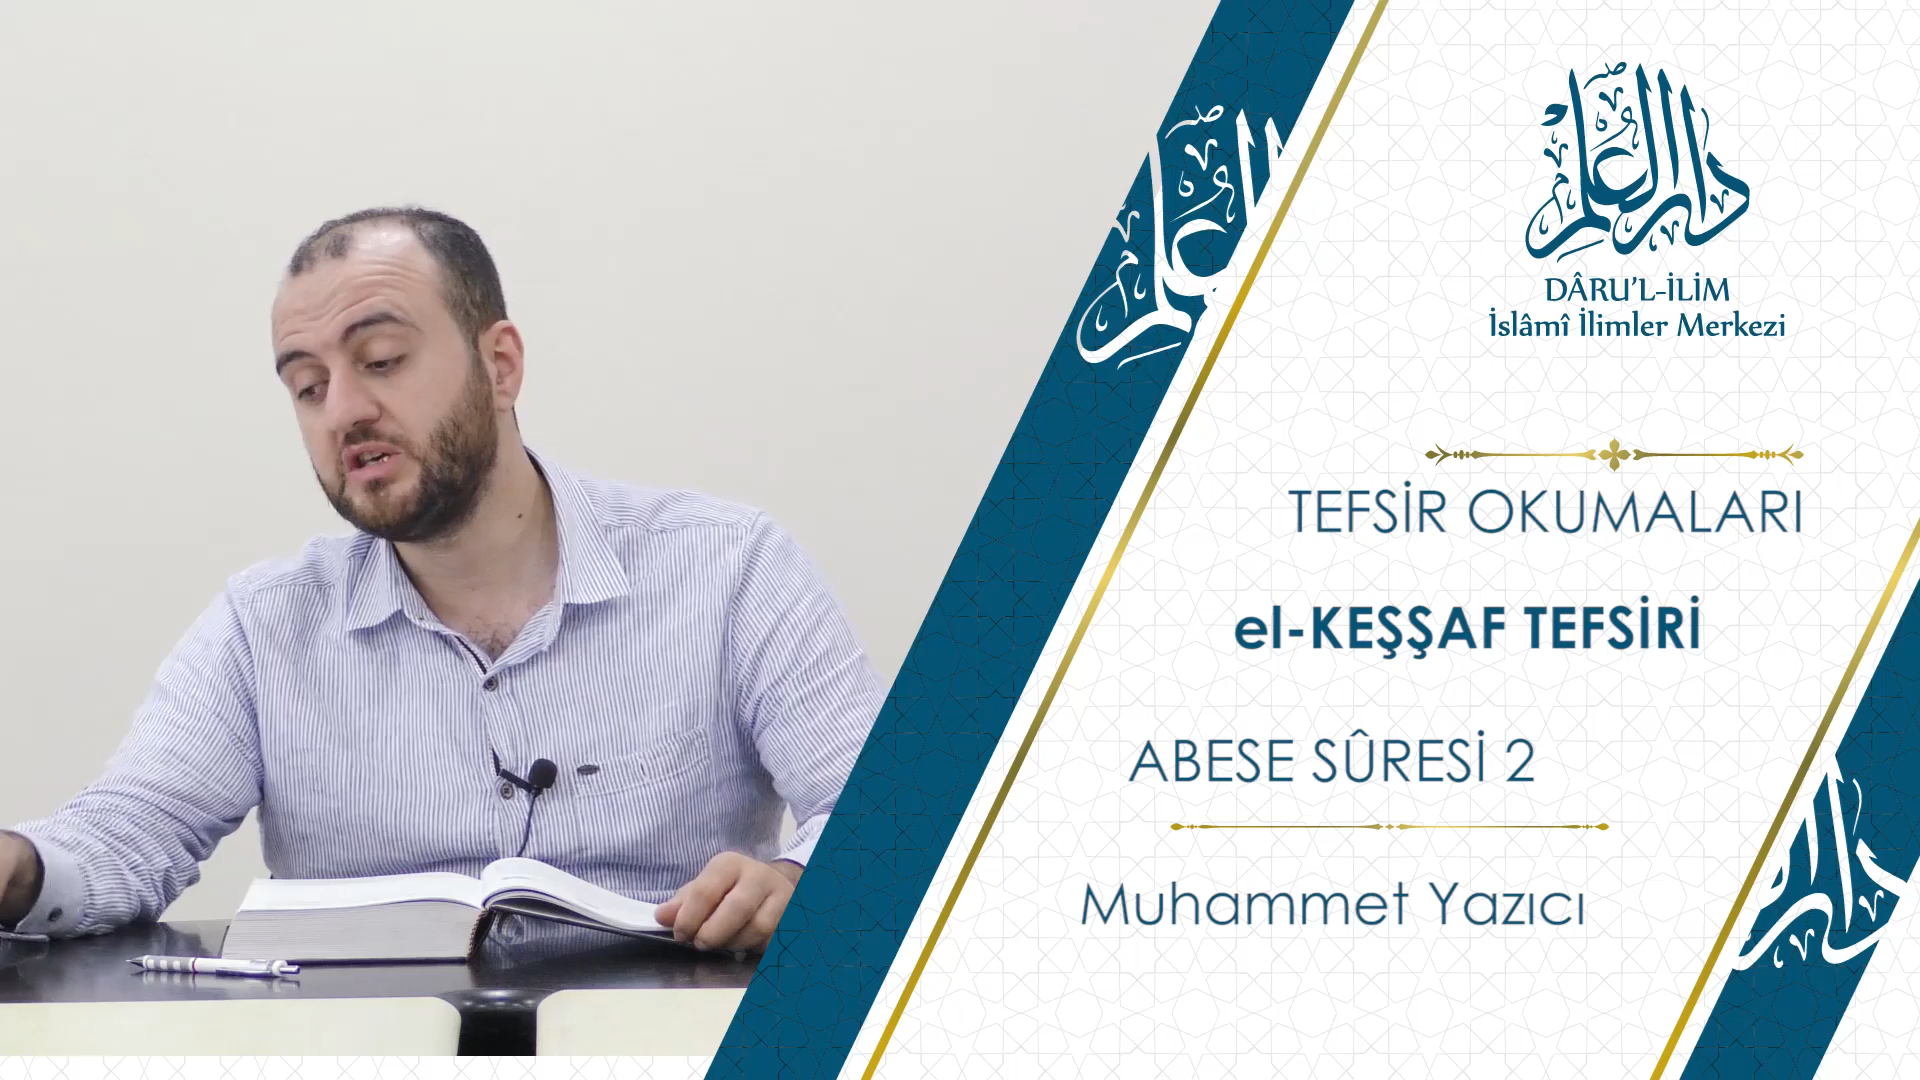 دار العلم
DÂRU'L-İLİM
İslâmî İlimler Merkezi
TEFSİR OKUMALARI
el-KEŞŞAF TEFSİRİ
ABESE SÛRESİ 2
Muhammet Yazıcı